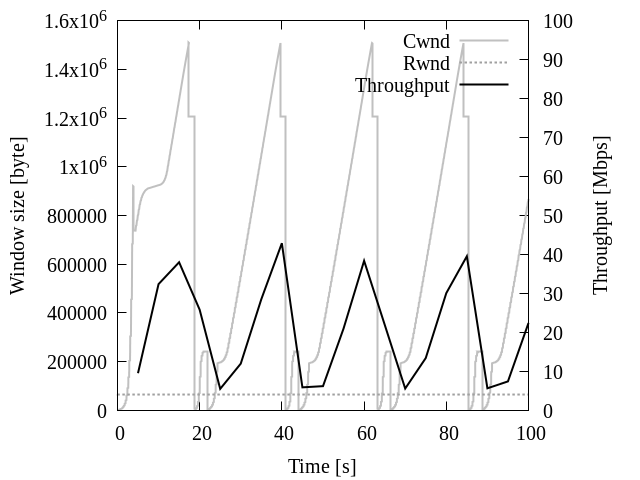 1.6x10^6
1.4x10^6
1.2x10^6
1x10^6
800000
600000
400000
200000
0
Window size [byte]
Cwnd
Rwnd
Throughput
100
90
80
70
60
50
40
30
20
10
0
Throughput [Mbps]
0 20 40 60 80 100
Time [s]